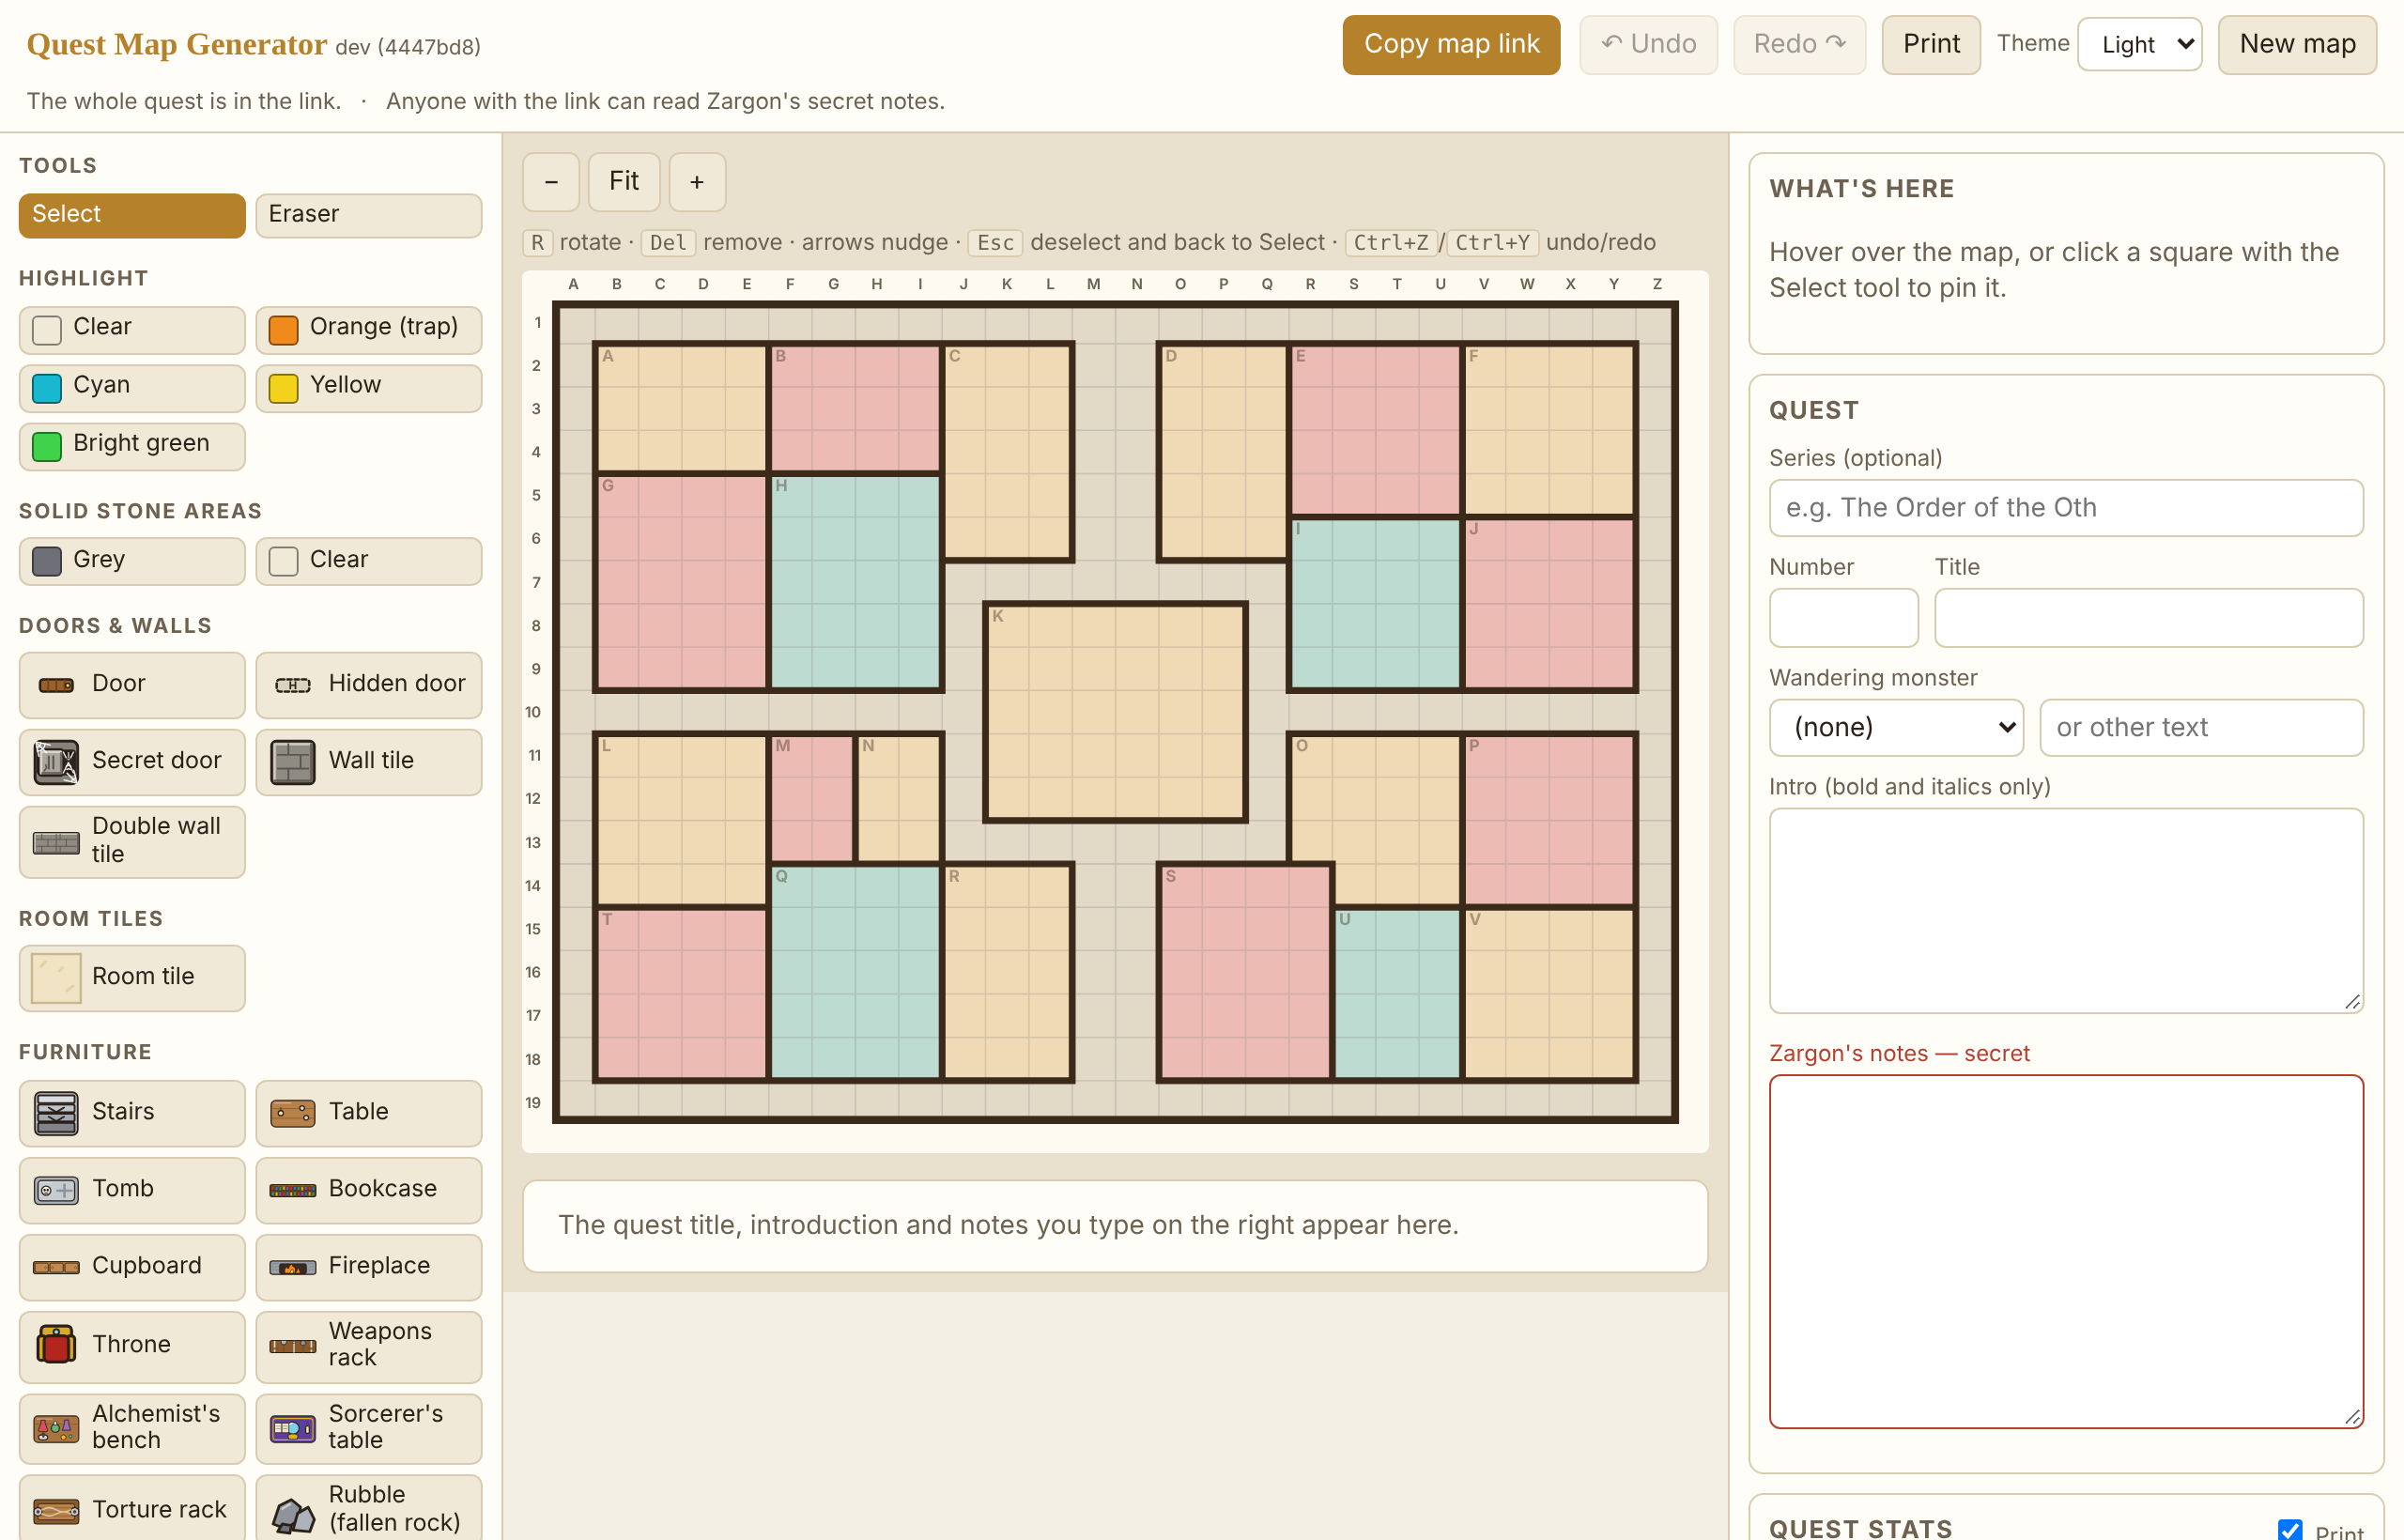 Quest Map Generator dev (4447bd8)
Copy map link
↶ Undo
Redo ↷
Print
Theme
Light
New map
The whole quest is in the link. · Anyone with the link can read Zargon's secret notes.
TOOLS
Select
Eraser
HIGHLIGHT
Clear
Orange (trap)
Cyan
Yellow
Bright green
SOLID STONE AREAS
Grey
Clear
DOORS & WALLS
Door
Hidden door
Secret door
Wall tile
Double wall
tile
ROOM TILES
Room tile
FURNITURE
Stairs
Table
Tomb
Bookcase
Cupboard
Fireplace
Throne
Weapons
rack
Alchemist's
bench
Sorcerer's
table
Torture rack
Rubble
(fallen rock)
−
Fit
+
R rotate · Del remove · arrows nudge · Esc deselect and back to Select · Ctrl+Z/Ctrl+Y undo/redo
A B C D E F G H I J K L M N O P Q R S T U V W X Y Z
1
2
3
4
5
6
7
8
9
10
11
12
13
14
15
16
17
18
19
A B C D E F
G H
I J
K
L M N O P
Q R S
T U V
The quest title, introduction and notes you type on the right appear here.
WHAT'S HERE
Hover over the map, or click a square with the
Select tool to pin it.
QUEST
Series (optional)
e.g. The Order of the Oth
Number
Title
Wandering monster
(none)
or other text
Intro (bold and italics only)
Zargon's notes — secret
QUEST STATS
Print